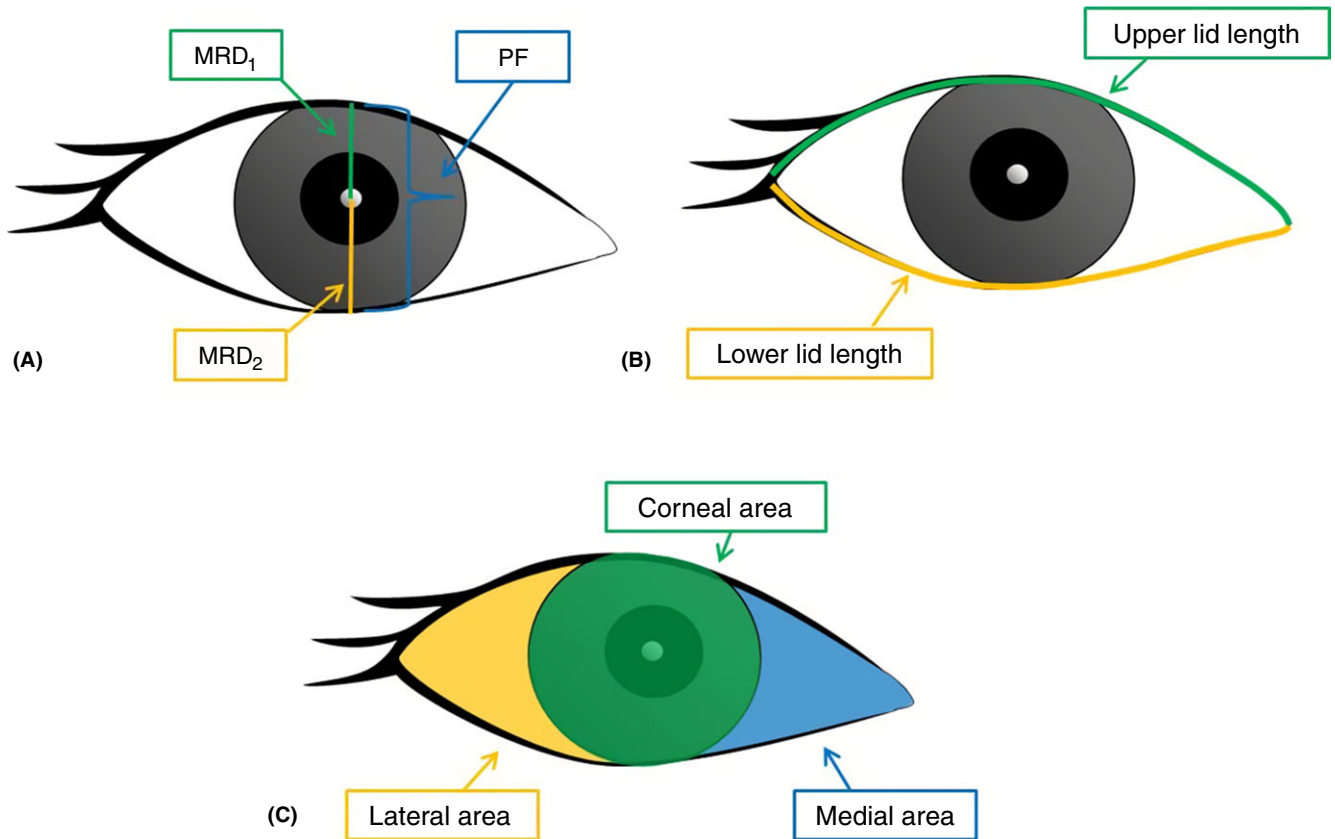 MRD₁
PF
MRD₂
(A)
Upper lid length
Lower lid length
(B)
Corneal area
Lateral area
Medial area
(C)